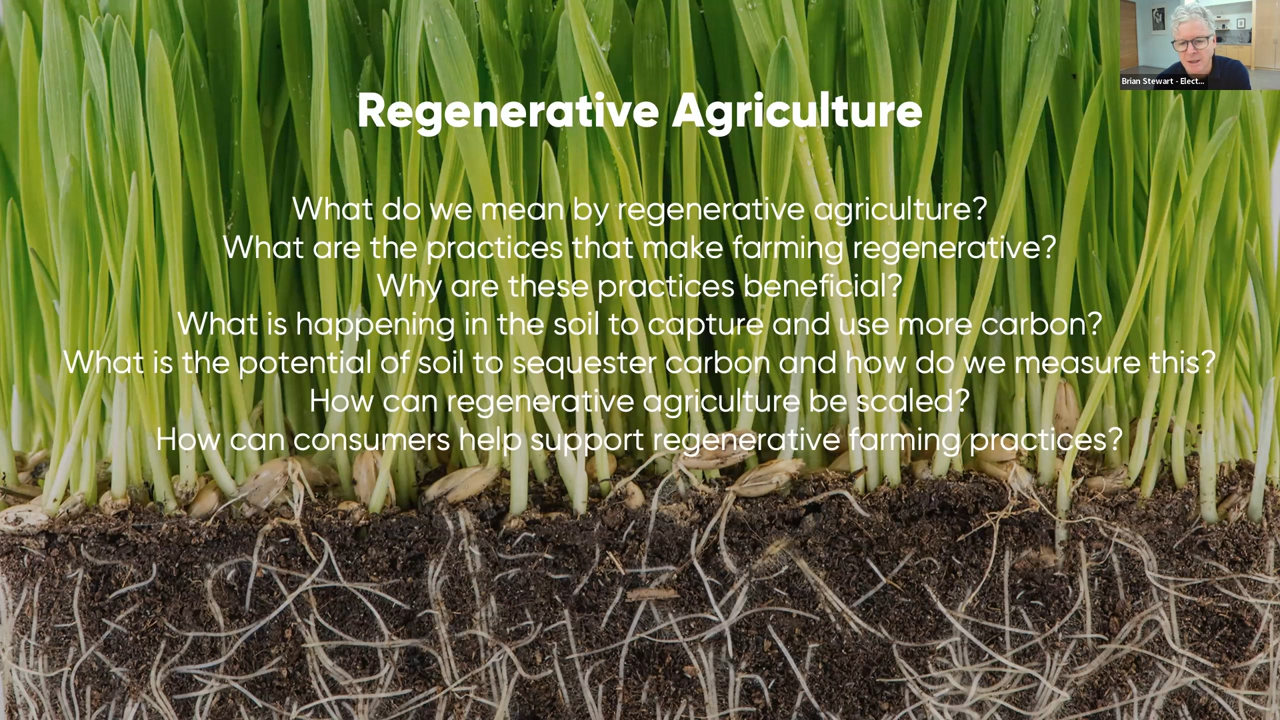 Regenerative Agriculture
What do we mean by regenerative agriculture?
What are the practices that make farming regenerative?
Why are these practices beneficial?
What is happening in the soil to capture and use more carbon?
What is the potential of soil to sequester carbon and how do we measure this?
How can regenerative agriculture be scaled?
How can consumers help support regenerative farming practices?
Brian Stewart - Elect...